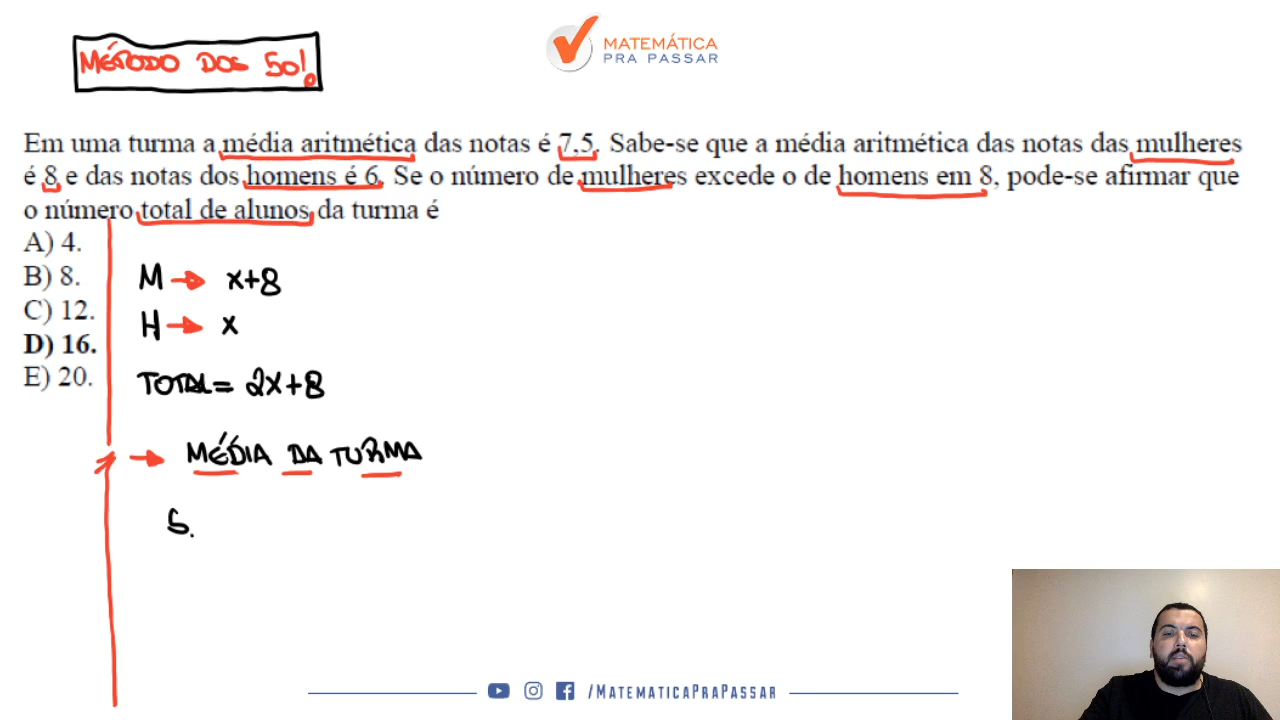 MÉTODO DOS 50!
MATEMÁTICA
PRA PASSAR
Em uma turma a média aritmética das notas é 7,5. Sabe-se que a média aritmética das notas das mulheres
é 8 e das notas dos homens é 6. Se o número de mulheres excede o de homens em 8, pode-se afirmar que
o número total de alunos da turma é
A) 4.
B) 8.
C) 12.
D) 16.
E) 20.
M → x+8
H → x
TOTAL = 2x+8
→ MÉDIA DA TURMA
S.
/MATEMATICAPRAPASSAR